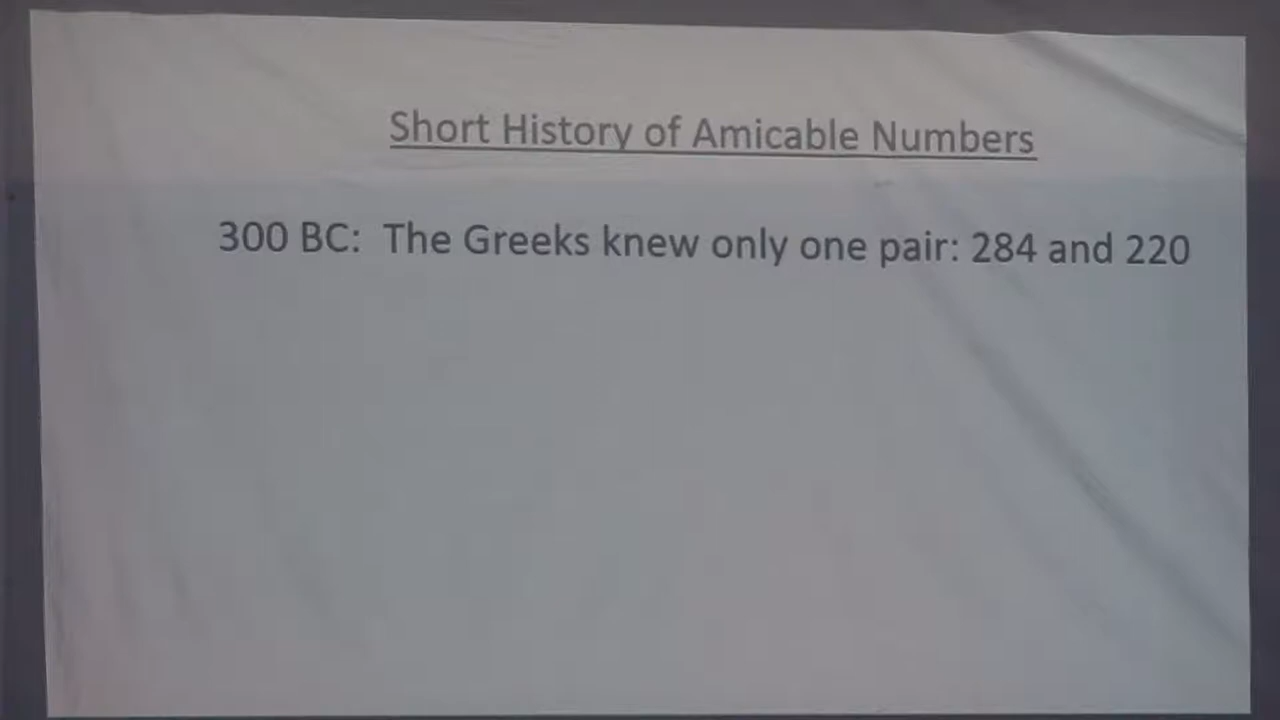 Short History of Amicable Numbers
300 BC: The Greeks knew only one pair: 284 and 220